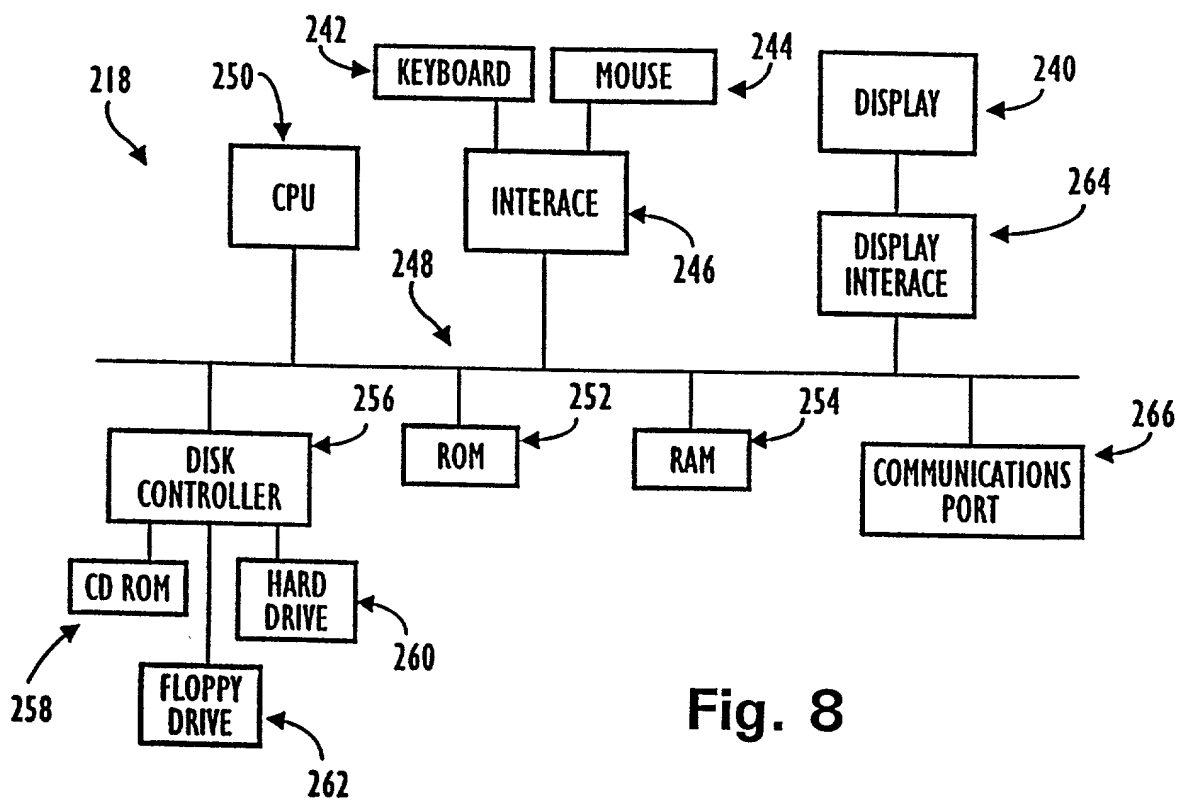 242
KEYBOARD
MOUSE
244
218
250
DISPLAY
240
CPU
INTERACE
246
264
DISPLAY
INTERACE
248
256
DISK
CONTROLLER
252
ROM
254
RAM
266
COMMUNICATIONS
PORT
CD ROM
258
HARD
DRIVE
260
FLOPPY
DRIVE
262
Fig. 8